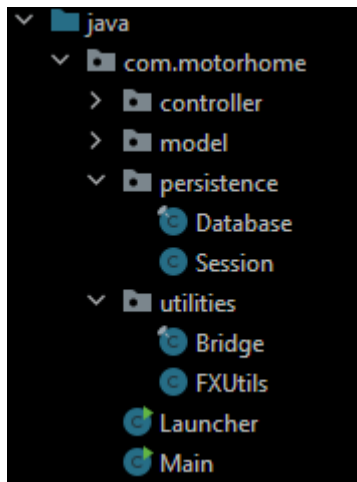 java
com.motorhome
controller
model
persistence
Database
Session
utilities
Bridge
FXUtils
Launcher
Main